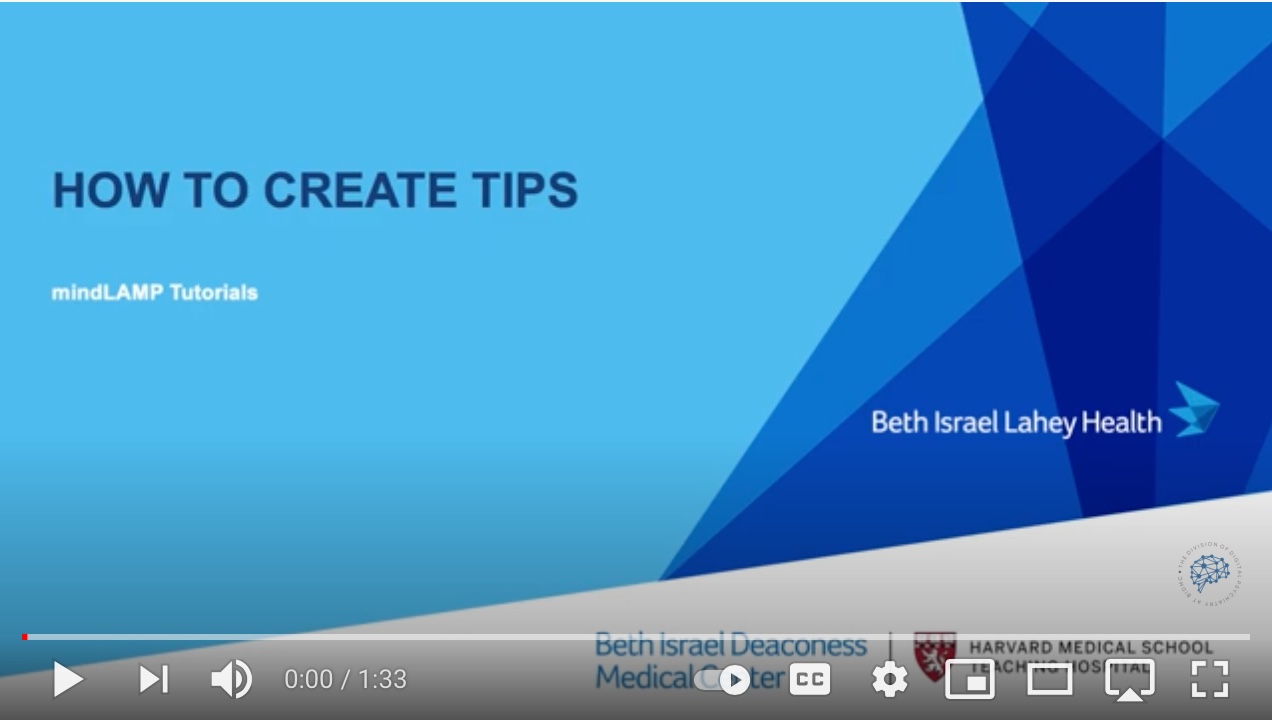 HOW TO CREATE TIPS
mindLAMP Tutorials
Beth Israel Lahey Health
THE DIVISION OF DIGITAL PSYCHIATRY AT BIDMC
Beth Israel Deaconess
Medical Center
HARVARD MEDICAL SCHOOL
TEACHING HOSPITAL
0:00 / 1:33
CC